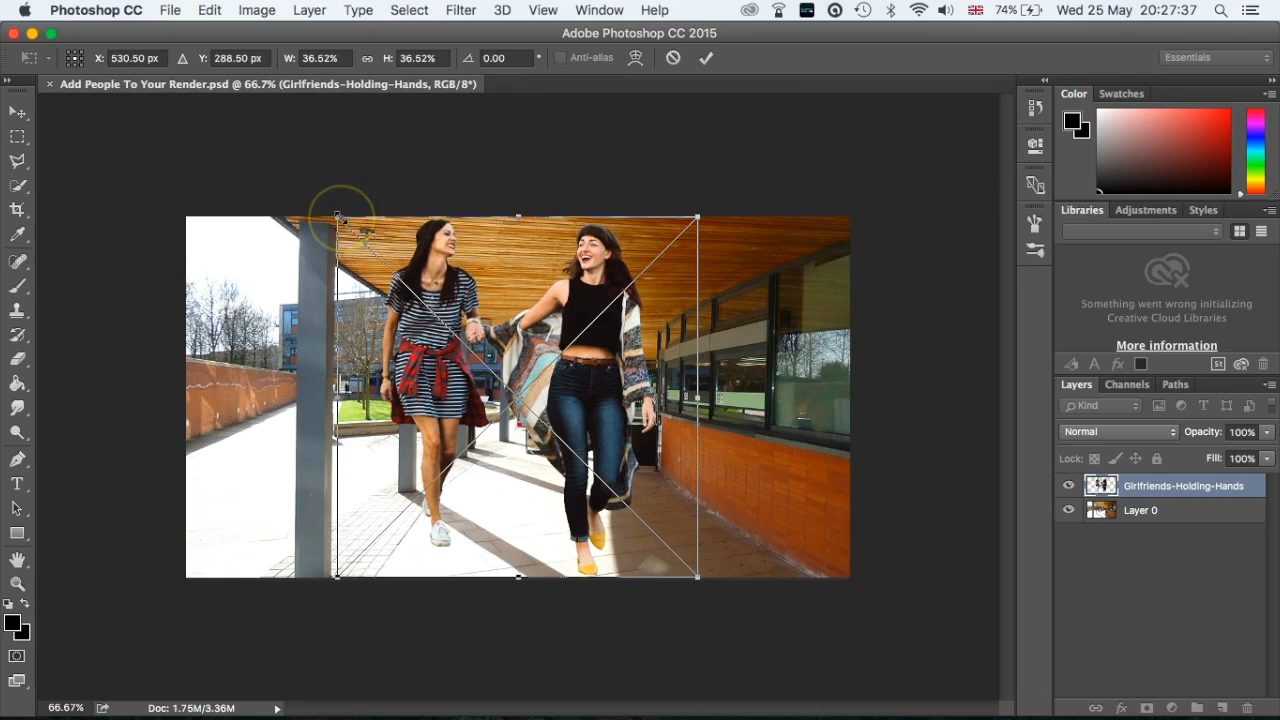 Photoshop CC File Edit Image Layer Type Select Filter 3D View Window Help 74% Wed 25 May 20:27:37
Adobe Photoshop CC 2015
X: 530.50 px Y: 288.50 px W: 36.52% H: 36.52% 0.00 ° Anti-alias Essentials
× Add People To Your Render.psd @ 66.7% (Girlfriends-Holding-Hands, RGB/8*)
Color Swatches
Libraries Adjustments Styles
Something went wrong initializing
Creative Cloud Libraries
More information
St
Layers Channels Paths
Kind
Normal Opacity: 100%
Lock: Fill: 100%
Girlfriends-Holding-Hands
Layer 0
66.67% Doc: 1.75M/3.36M